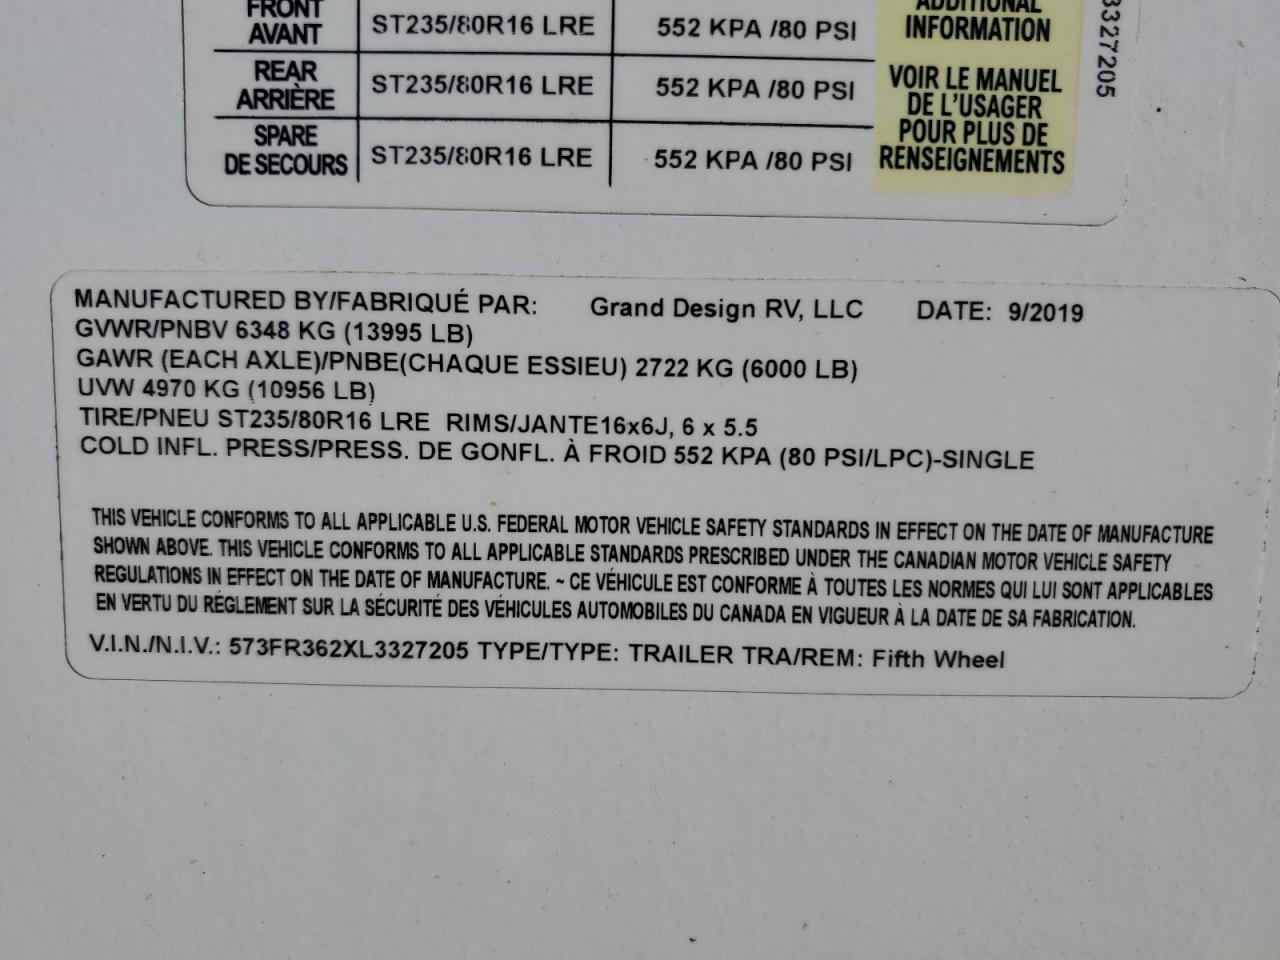 FRONT ST235/80R16 LRE 552 KPA /80 PSI
AVANT
REAR ST235/80R16 LRE 552 KPA /80 PSI
ARRIÈRE
SPARE ST235/80R16 LRE 552 KPA /80 PSI
DE SECOURS
ADDITIONAL
INFORMATION
VOIR LE MANUEL
DE L'USAGER
POUR PLUS DE
RENSEIGNEMENTS
3327205
MANUFACTURED BY/FABRIQUÉ PAR: Grand Design RV, LLC DATE: 9/2019
GVWR/PNBV 6348 KG (13995 LB)
GAWR (EACH AXLE)/PNBE(CHAQUE ESSIEU) 2722 KG (6000 LB)
UVW 4970 KG (10956 LB)
TIRE/PNEU ST235/80R16 LRE RIMS/JANTE16x6J, 6 x 5.5
COLD INFL. PRESS/PRESS. DE GONFL. À FROID 552 KPA (80 PSI/LPC)-SINGLE
THIS VEHICLE CONFORMS TO ALL APPLICABLE U.S. FEDERAL MOTOR VEHICLE SAFETY STANDARDS IN EFFECT ON THE DATE OF MANUFACTURE
SHOWN ABOVE. THIS VEHICLE CONFORMS TO ALL APPLICABLE STANDARDS PRESCRIBED UNDER THE CANADIAN MOTOR VEHICLE SAFETY
REGULATIONS IN EFFECT ON THE DATE OF MANUFACTURE. ~ CE VÉHICULE EST CONFORME À TOUTES LES NORMES QUI LUI SONT APPLICABLES
EN VERTU DU RÉGLEMENT SUR LA SÉCURITÉ DES VÉHICULES AUTOMOBILES DU CANADA EN VIGUEUR À LA DATE DE SA FABRICATION.
V.I.N./N.I.V.: 573FR362XL3327205 TYPE/TYPE: TRAILER TRA/REM: Fifth Wheel